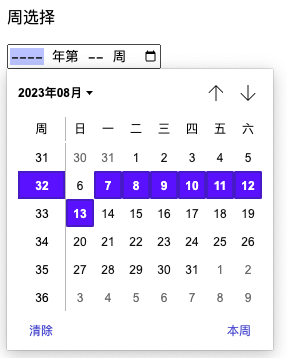 周选择
---- 年第 -- 周
2023年08月
周 日 一 二 三 四 五 六
31 30 31 1 2 3 4 5
32 6 7 8 9 10 11 12
33 13 14 15 16 17 18 19
34 20 21 22 23 24 25 26
35 27 28 29 30 31 1 2
36 3 4 5 6 7 8 9
清除 本周